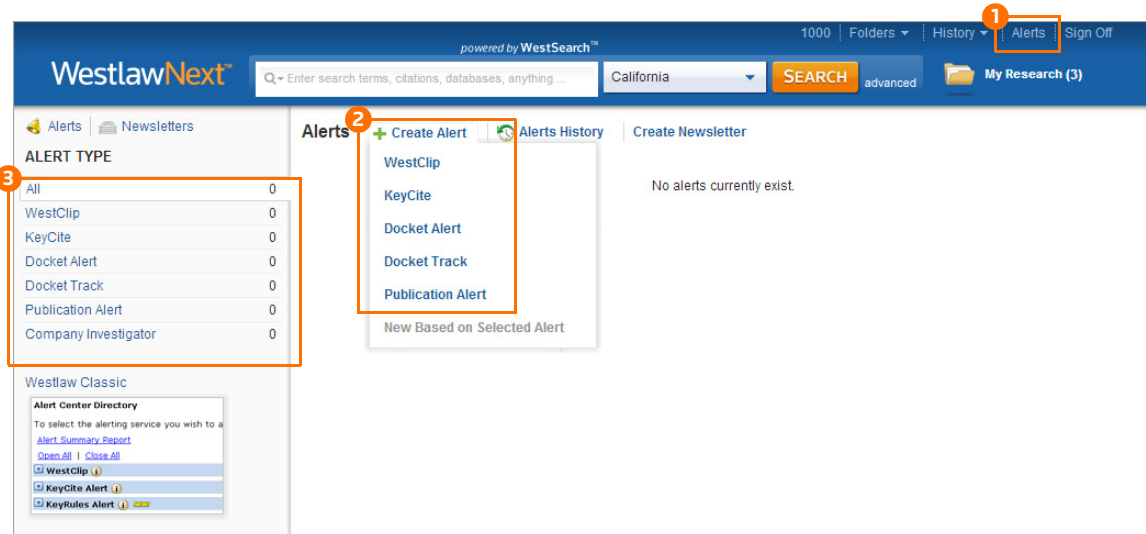 1
1000 Folders History Alerts Sign Off
powered by WestSearch™
WestlawNext™
Enter search terms, citations, databases, anything ...
California
SEARCH
advanced
My Research (3)
Alerts Newsletters
ALERT TYPE
3
All 0
WestClip 0
KeyCite 0
Docket Alert 0
Docket Track 0
Publication Alert 0
Company Investigator 0
Westlaw Classic
Alert Center Directory
To select the alerting service you wish to a
Alert Summary Report
Open All | Close All
WestClip
KeyCite Alert
KeyRules Alert
2
Alerts Create Alert Alerts History Create Newsletter
WestClip
KeyCite
Docket Alert
Docket Track
Publication Alert
New Based on Selected Alert
No alerts currently exist.